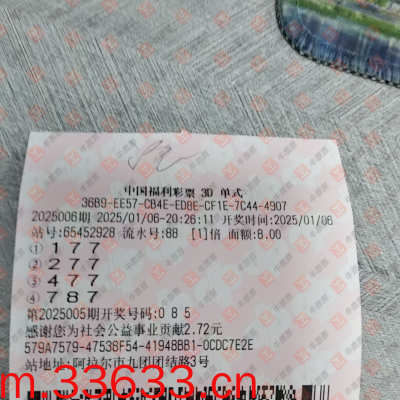 中国福利彩票 3D 单式
36B9-EE57-CB4E-ED8E-CF1E-7C44-4907
2025006期 2025/01/06-20:26:11 开奖时间:2025/01/06
站号:65452928 流水号:88 [1]倍 面额:8.00
① 1 7 7
② 2 7 7
③ 4 7 7
④ 7 8 7
第2025005期开奖号码:0 8 5
感谢您为社会公益事业贡献2.72元
579A7579-47538F54-41948BB1-0CDC7E2E
站地址:阿拉尔市九团团结路3号
m.33633.cn